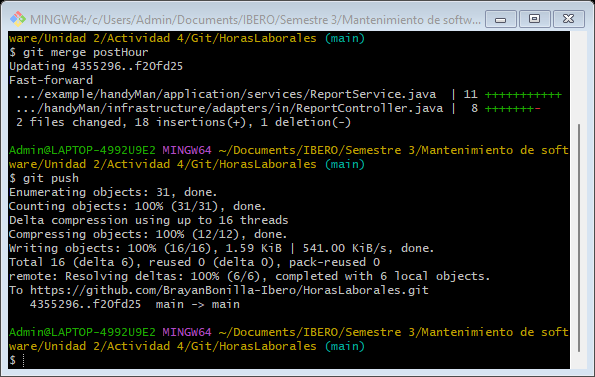 MINGW64:/c/Users/Admin/Documents/IBERO/Semestre 3/Mantenimiento de softw...
ware/Unidad 2/Actividad 4/Git/HorasLaborales (main)
$ git merge postHour
Updating 4355296..f20fd25
Fast-forward
 .../example/handyMan/application/services/ReportService.java  | 11 +++++++++++
 .../handyMan/infrastructure/adapters/in/ReportController.java |  8 +++++++-
 2 files changed, 18 insertions(+), 1 deletion(-)
Admin@LAPTOP-4992U9E2 MINGW64 ~/Documents/IBERO/Semestre 3/Mantenimiento de soft
ware/Unidad 2/Actividad 4/Git/HorasLaborales (main)
$ git push
Enumerating objects: 31, done.
Counting objects: 100% (31/31), done.
Delta compression using up to 16 threads
Compressing objects: 100% (12/12), done.
Writing objects: 100% (16/16), 1.59 KiB | 541.00 KiB/s, done.
Total 16 (delta 6), reused 0 (delta 0), pack-reused 0
remote: Resolving deltas: 100% (6/6), completed with 6 local objects.
To https://github.com/BrayanBonilla-Ibero/HorasLaborales.git
   4355296..f20fd25  main -> main
Admin@LAPTOP-4992U9E2 MINGW64 ~/Documents/IBERO/Semestre 3/Mantenimiento de soft
ware/Unidad 2/Actividad 4/Git/HorasLaborales (main)
$